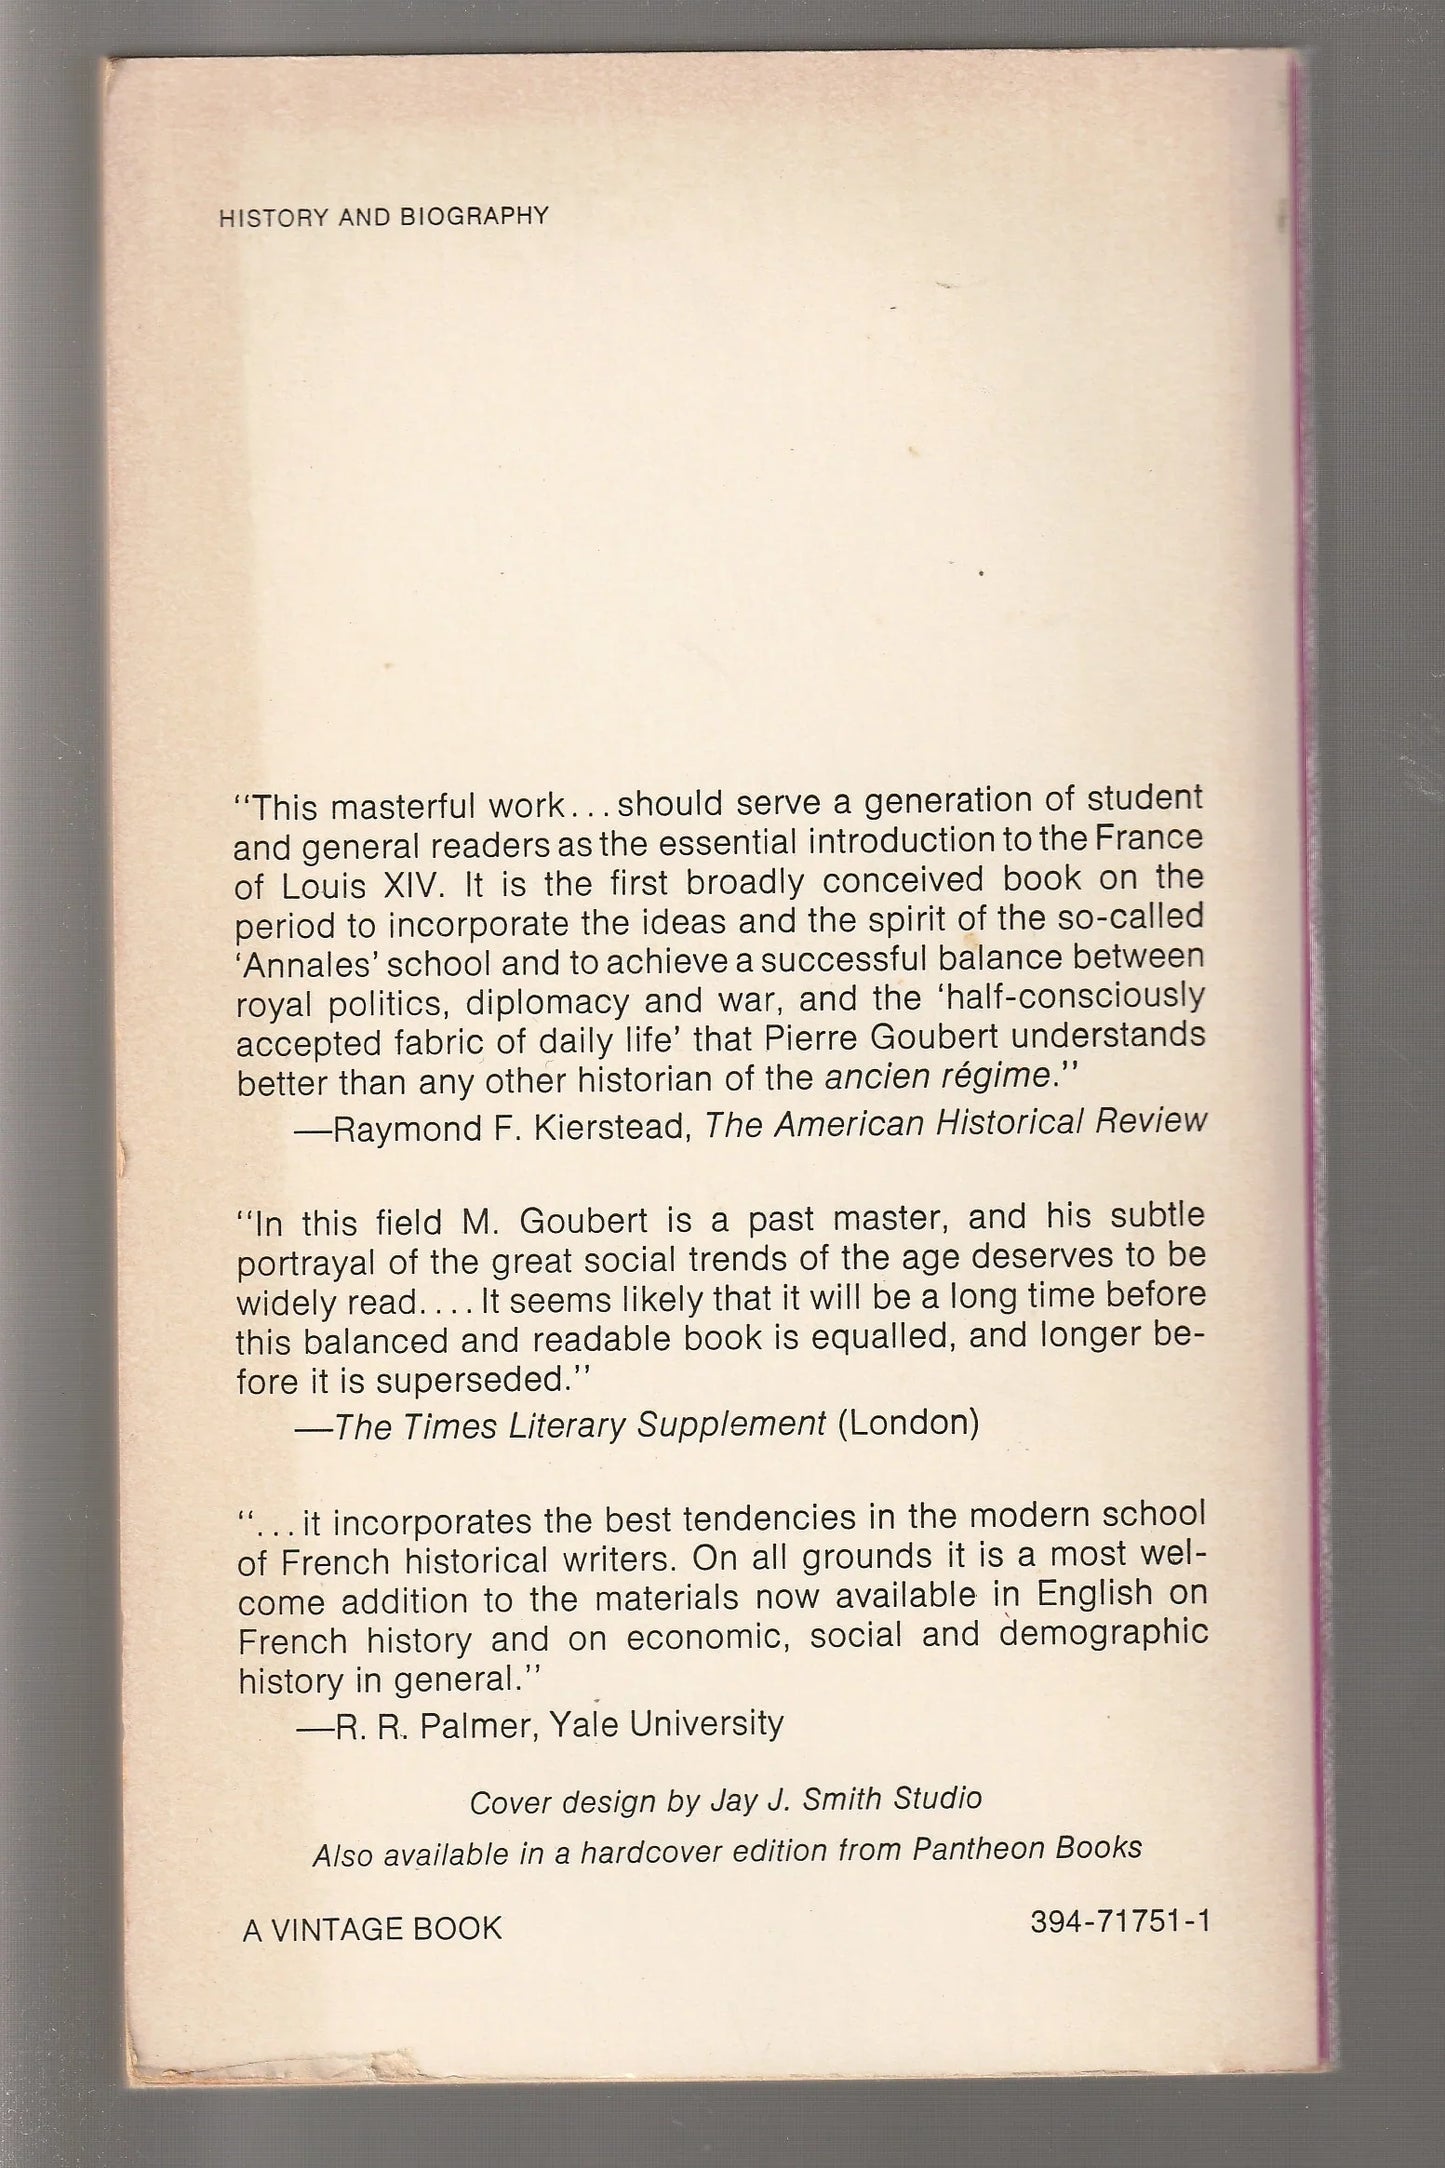 HISTORY AND BIOGRAPHY
"This masterful work...should serve a generation of student
and general readers as the essential introduction to the France
of Louis XIV. It is the first broadly conceived book on the
period to incorporate the ideas and the spirit of the so-called
'Annales' school and to achieve a successful balance between
royal politics, diplomacy and war, and the 'half-consciously
accepted fabric of daily life' that Pierre Goubert understands
better than any other historian of the ancien régime."
—Raymond F. Kierstead, The American Historical Review
"In this field M. Goubert is a past master, and his subtle
portrayal of the great social trends of the age deserves to be
widely read.... It seems likely that it will be a long time before
this balanced and readable book is equalled, and longer be-
fore it is superseded."
—The Times Literary Supplement (London)
"...it incorporates the best tendencies in the modern school
of French historical writers. On all grounds it is a most wel-
come addition to the materials now available in English on
French history and on economic, social and demographic
history in general."
—R. R. Palmer, Yale University
Cover design by Jay J. Smith Studio
Also available in a hardcover edition from Pantheon Books
A VINTAGE BOOK 394-71751-1